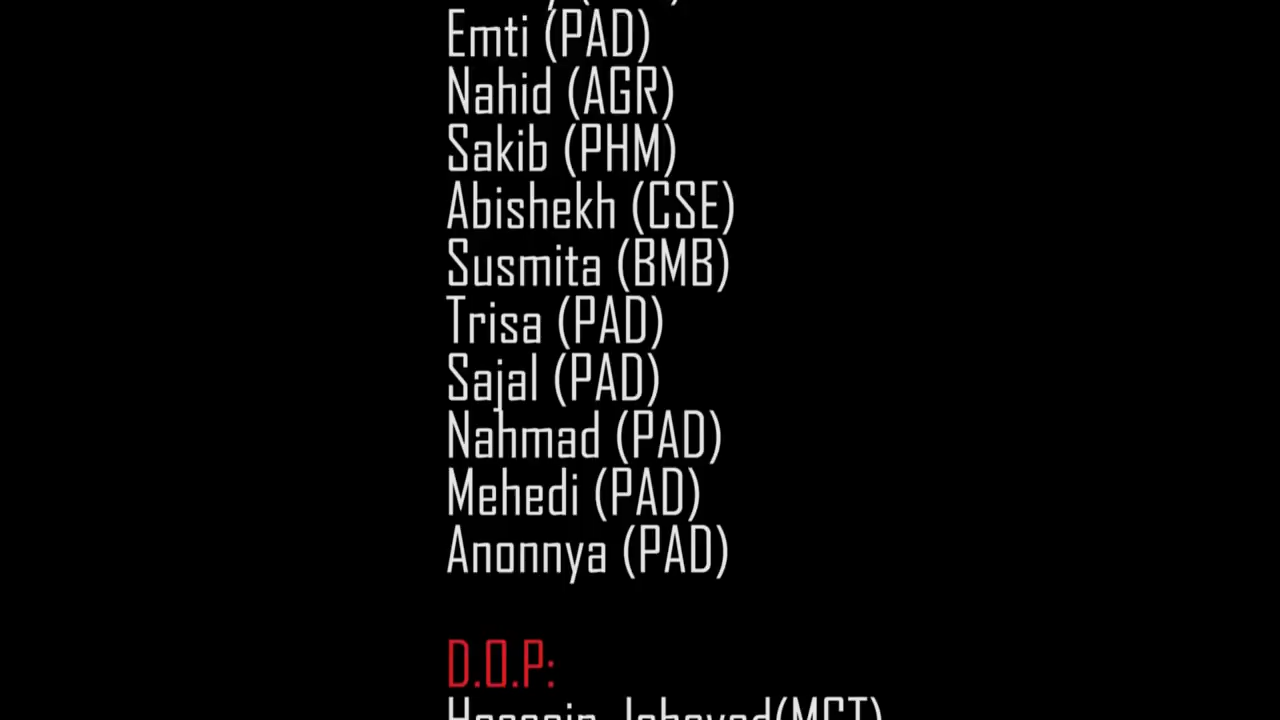 Emti (PAD)
Nahid (AGR)
Sakib (PHM)
Abishekh (CSE)
Susmita (BMB)
Trisa (PAD)
Sajal (PAD)
Nahmad (PAD)
Mehedi (PAD)
Anonnya (PAD)
D.O.P: